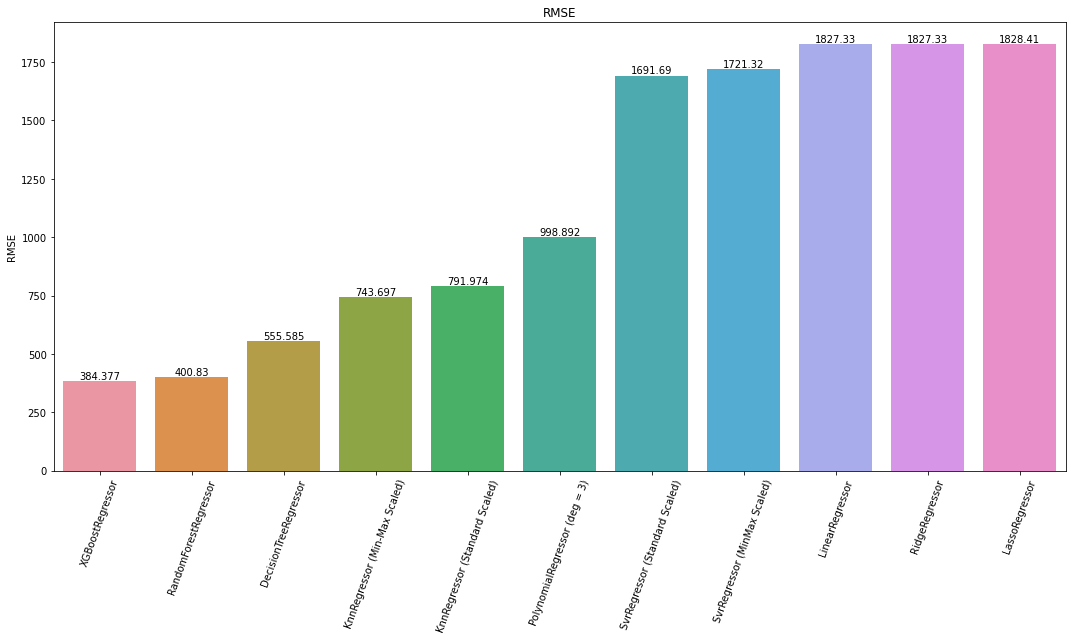 RMSE
1827.33
1827.33
1828.41
1691.69
1721.32
998.892
791.974
743.697
555.585
384.377
400.83
1750
1500
1250
1000
750
500
250
0
RMSE
XGBoostRegressor
RandomForestRegressor
DecisionTreeRegressor
KnnRegressor (Min-Max Scaled)
KnnRegressor (Standard Scaled)
PolynomialRegressor (deg = 3)
SvrRegressor (Standard Scaled)
SvrRegressor (MinMax Scaled)
LinearRegressor
RidgeRegressor
LassoRegressor